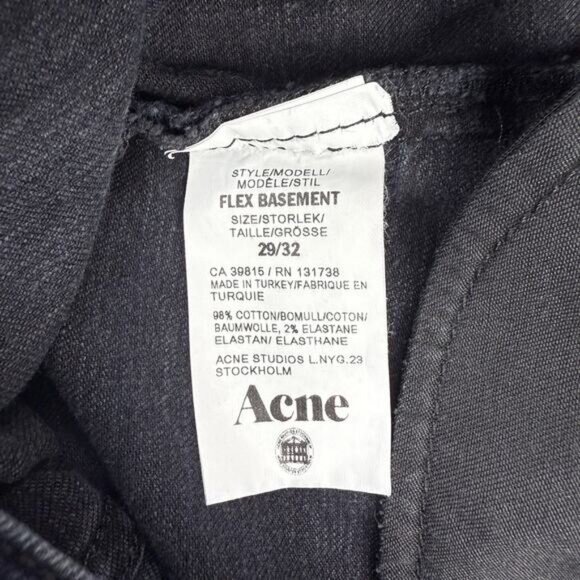 STYLE/MODELL/
MODÈLE/STIL
FLEX BASEMENT
SIZE/STORLEK/
TAILLE/GRÖSSE
29/32
CA 39815 / RN 131738
MADE IN TURKEY/FABRIQUE EN
TURQUIE
98% COTTON/BOMULL/COTON/
BAUMWOLLE, 2% ELASTANE
ELASTAN/ ELASTHANE
ACNE STUDIOS L.NYG.23
STOCKHOLM
Acne